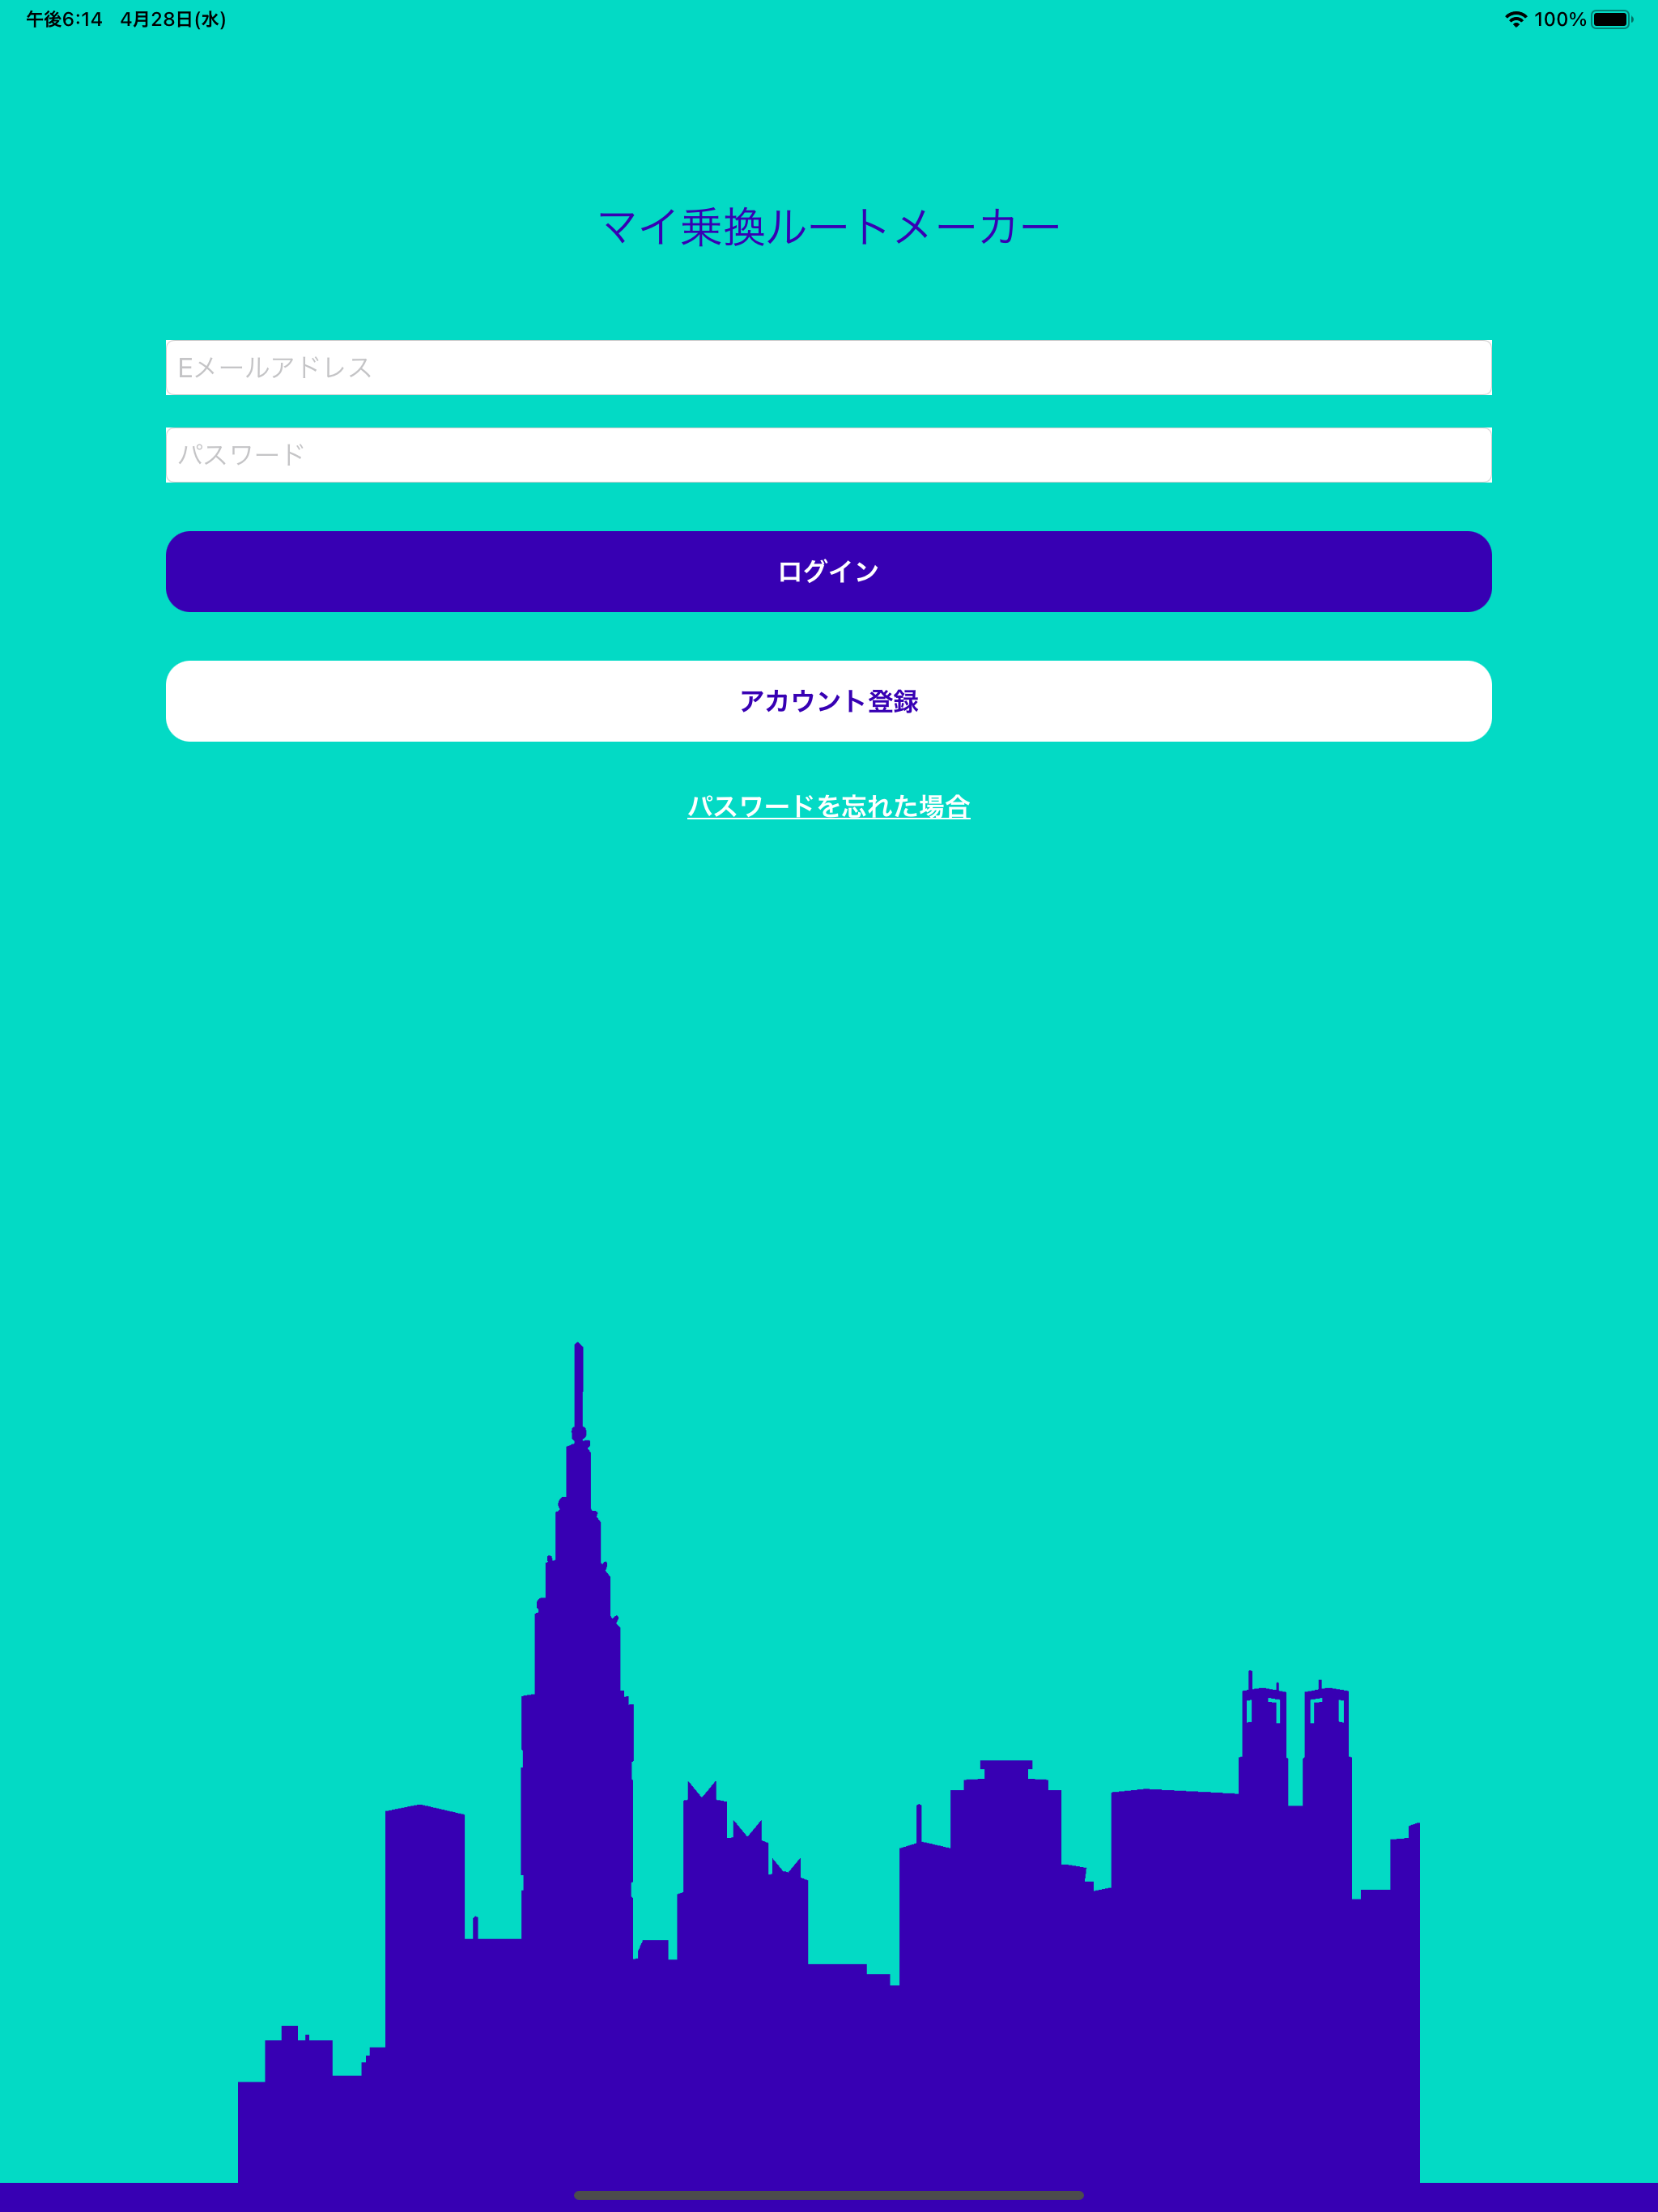 午後6:14 4月28日(水) 100%
マイ乗換ルートメーカー
Eメールアドレス
パスワード
ログイン
アカウント登録
パスワードを忘れた場合